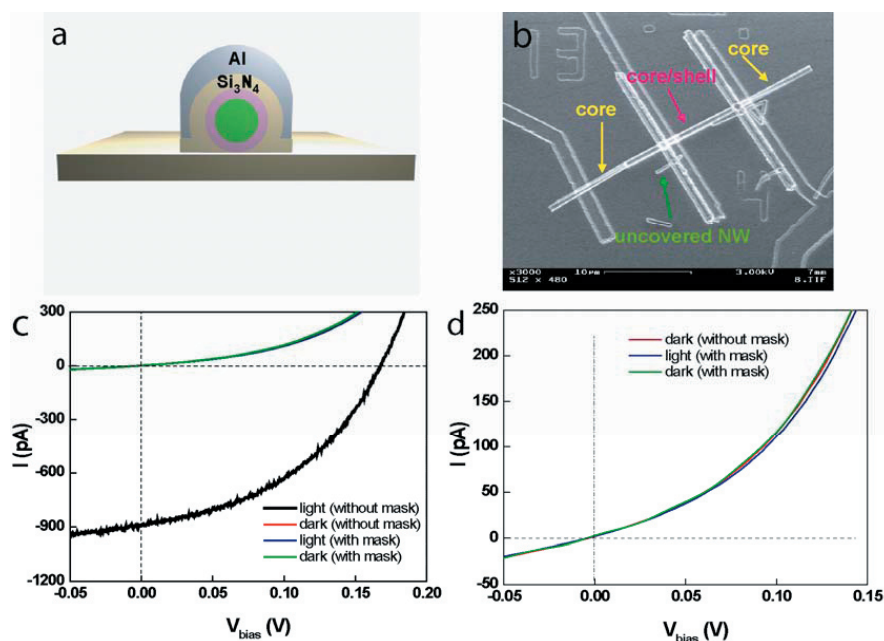 a
Al
Si₃N₄
b
13
core
core/shell
core
uncovered NW
×3000 10µm 3.00kV 7mm
512 × 480 8.TIF
c
300
0
-300
-600
-900
-1200
I (pA)
light (without mask)
dark (without mask)
light (with mask)
dark (with mask)
-0.05 0.00 0.05 0.10 0.15 0.20
V_bias (V)
d
250
200
150
100
50
0
50
I (pA)
dark (without mask)
light (with mask)
dark (with mask)
-0.05 0.00 0.05 0.10 0.15
V_bias (V)